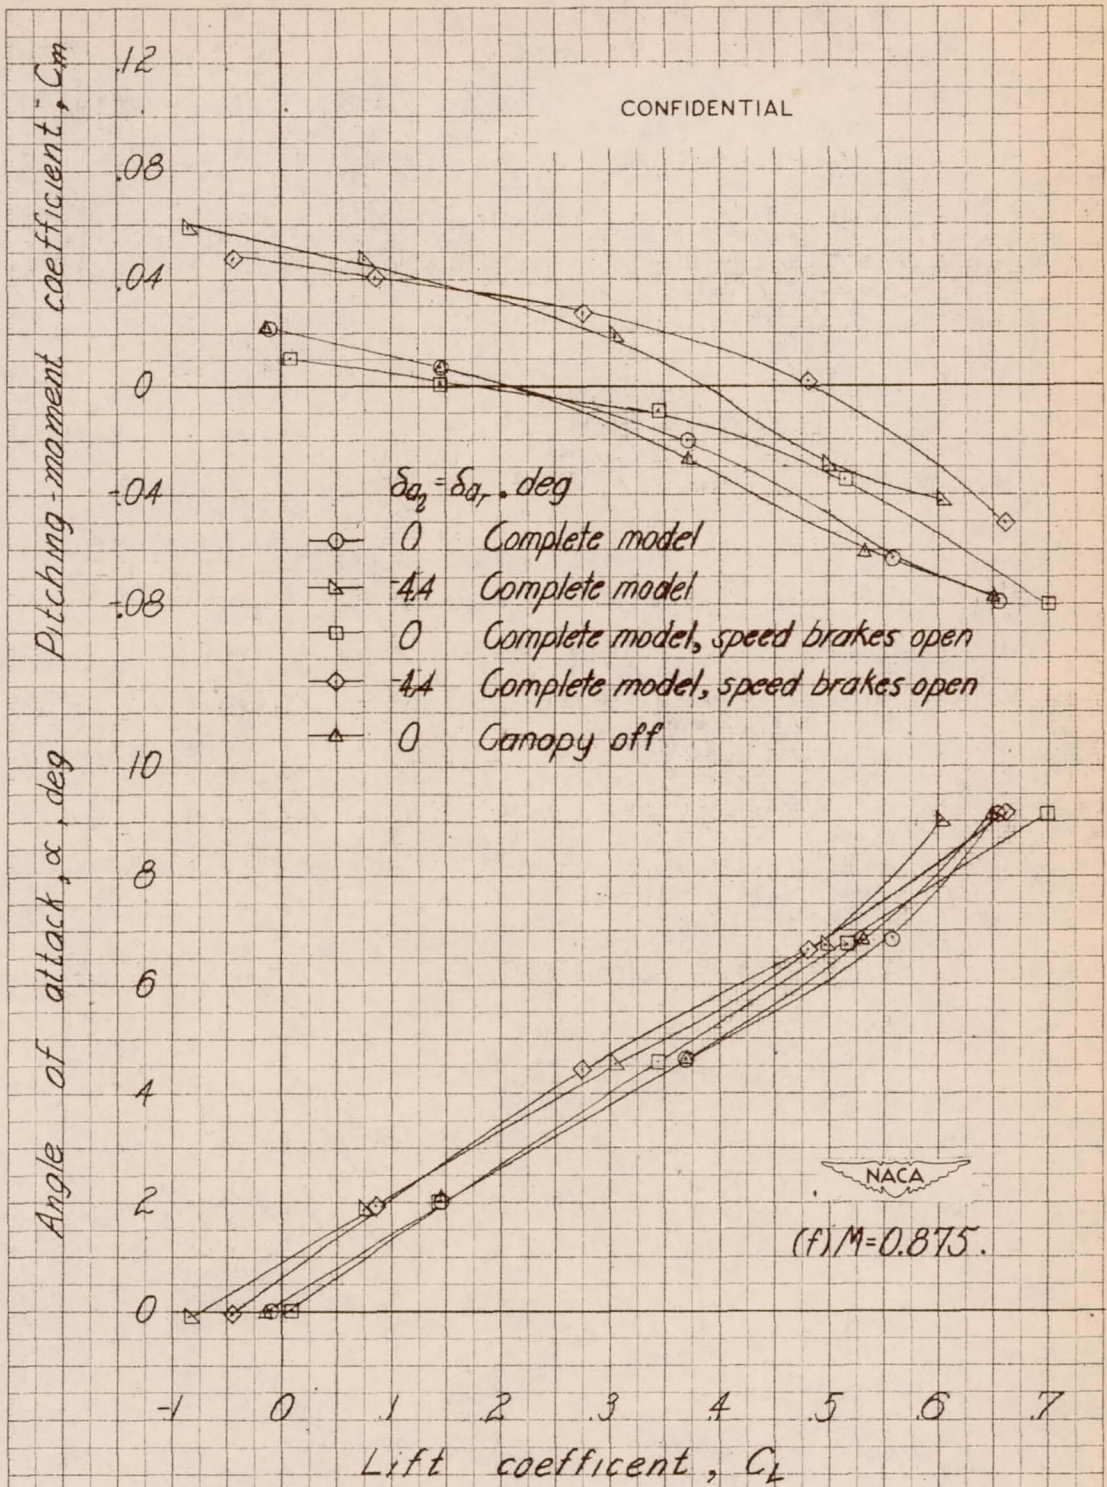 CONFIDENTIAL
Pitching-moment coefficient, Cm
.12
.08
.04
0
-.04
-.08
δa₂=δaᵣ, deg
0 Complete model
-4.4 Complete model
0 Complete model, speed brakes open
-4.4 Complete model, speed brakes open
0 Canopy off
Angle of attack, α, deg
10
8
6
4
2
0
NACA
(f) M=0.875.
-.1 0 .1 .2 .3 .4 .5 .6 .7
Lift coefficent, CL